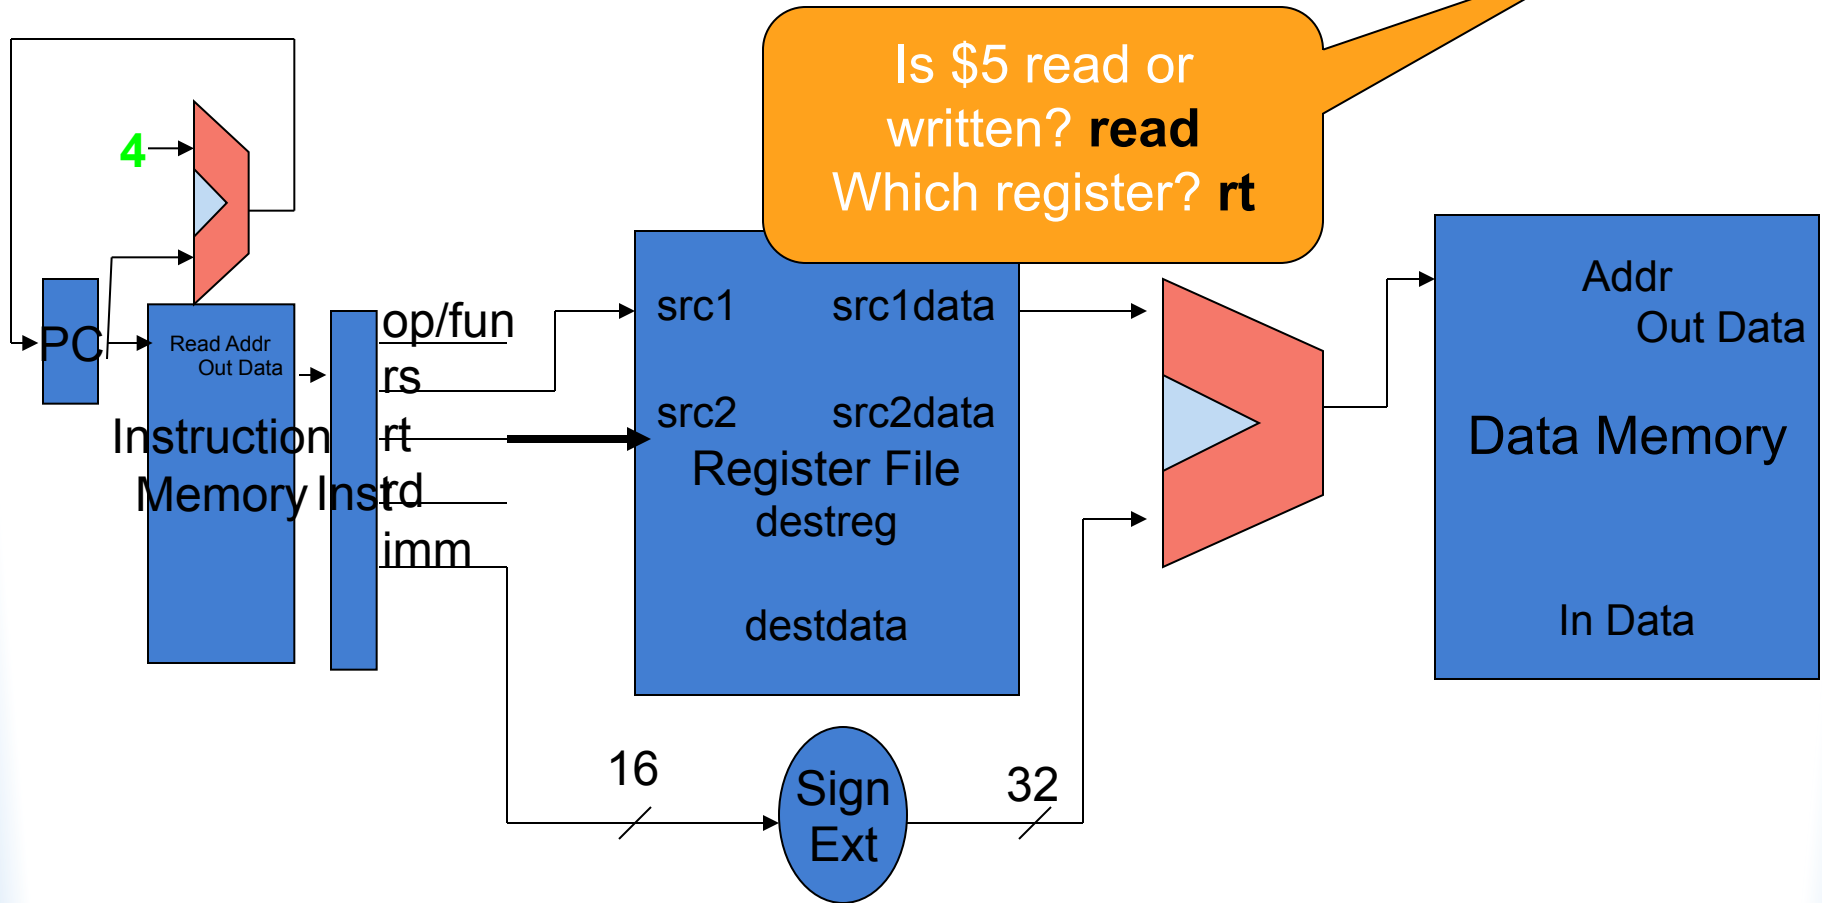 Is $5 read or
written? read
Which register? rt
4
PC
Read Addr
Out Data
Instruction
Memory
Inst
op/fun
rs
rt
rd
imm
src1
src1data
src2
src2data
Register File
destreg
destdata
Addr
Out Data
Data Memory
In Data
16
Sign
Ext
32